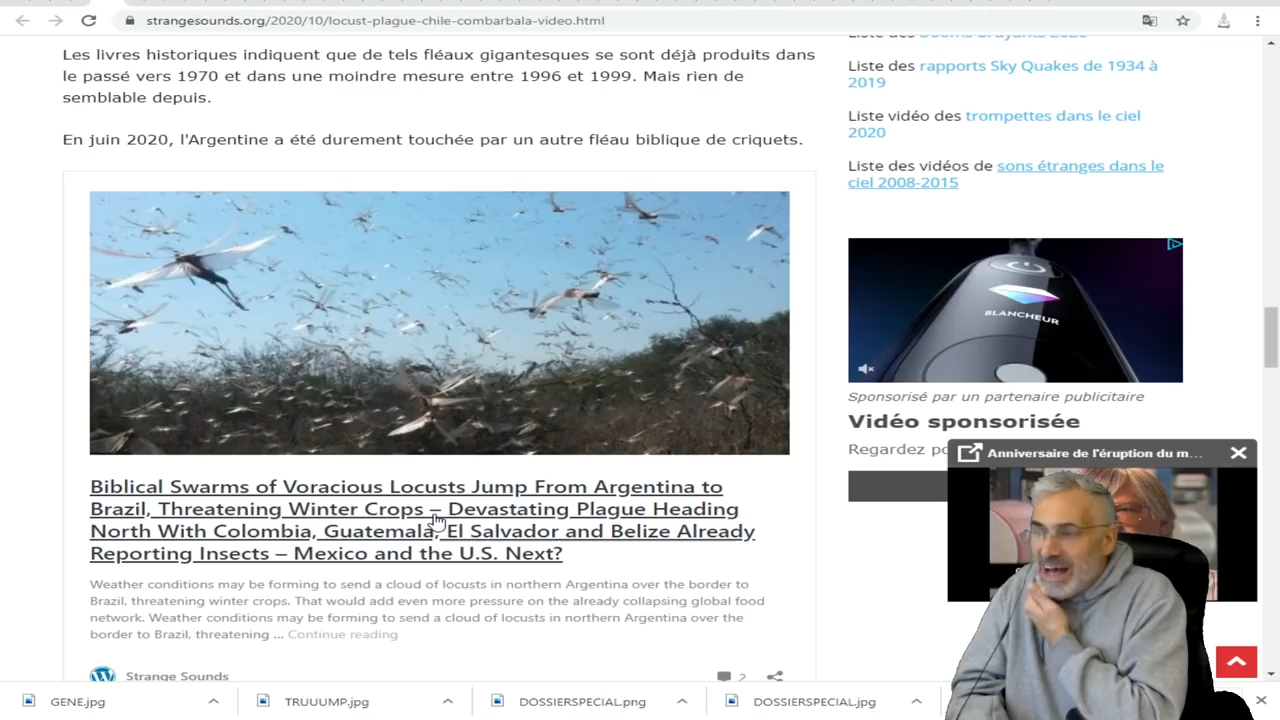 strangesounds.org/2020/10/locust-plague-chile-combarbala-video.html
Les livres historiques indiquent que de tels fléaux gigantesques se sont déjà produits dans
le passé vers 1970 et dans une moindre mesure entre 1996 et 1999. Mais rien de
semblable depuis.
En juin 2020, l'Argentine a été durement touchée par un autre fléau biblique de criquets.
Biblical Swarms of Voracious Locusts Jump From Argentina to
Brazil, Threatening Winter Crops – Devastating Plague Heading
North With Colombia, Guatemala, El Salvador and Belize Already
Reporting Insects – Mexico and the U.S. Next?
Weather conditions may be forming to send a cloud of locusts in northern Argentina over the border to
Brazil, threatening winter crops. That would add even more pressure on the already collapsing global food
network. Weather conditions may be forming to send a cloud of locusts in northern Argentina over the
border to Brazil, threatening ... Continue reading
Strange Sounds
2
Liste des booms bruyants 2020
Liste des rapports Sky Quakes de 1934 à
2019
Liste vidéo des trompettes dans le ciel
2020
Liste des vidéos de sons étranges dans le
ciel 2008-2015
BLANCHEUR
Sponsorisé par un partenaire publicitaire
Vidéo sponsorisée
Regardez
Anniversaire de l'éruption du m...
GENE.jpg
TRUUUMP.jpg
DOSSIERSPECIAL.png
DOSSIERSPECIAL.jpg